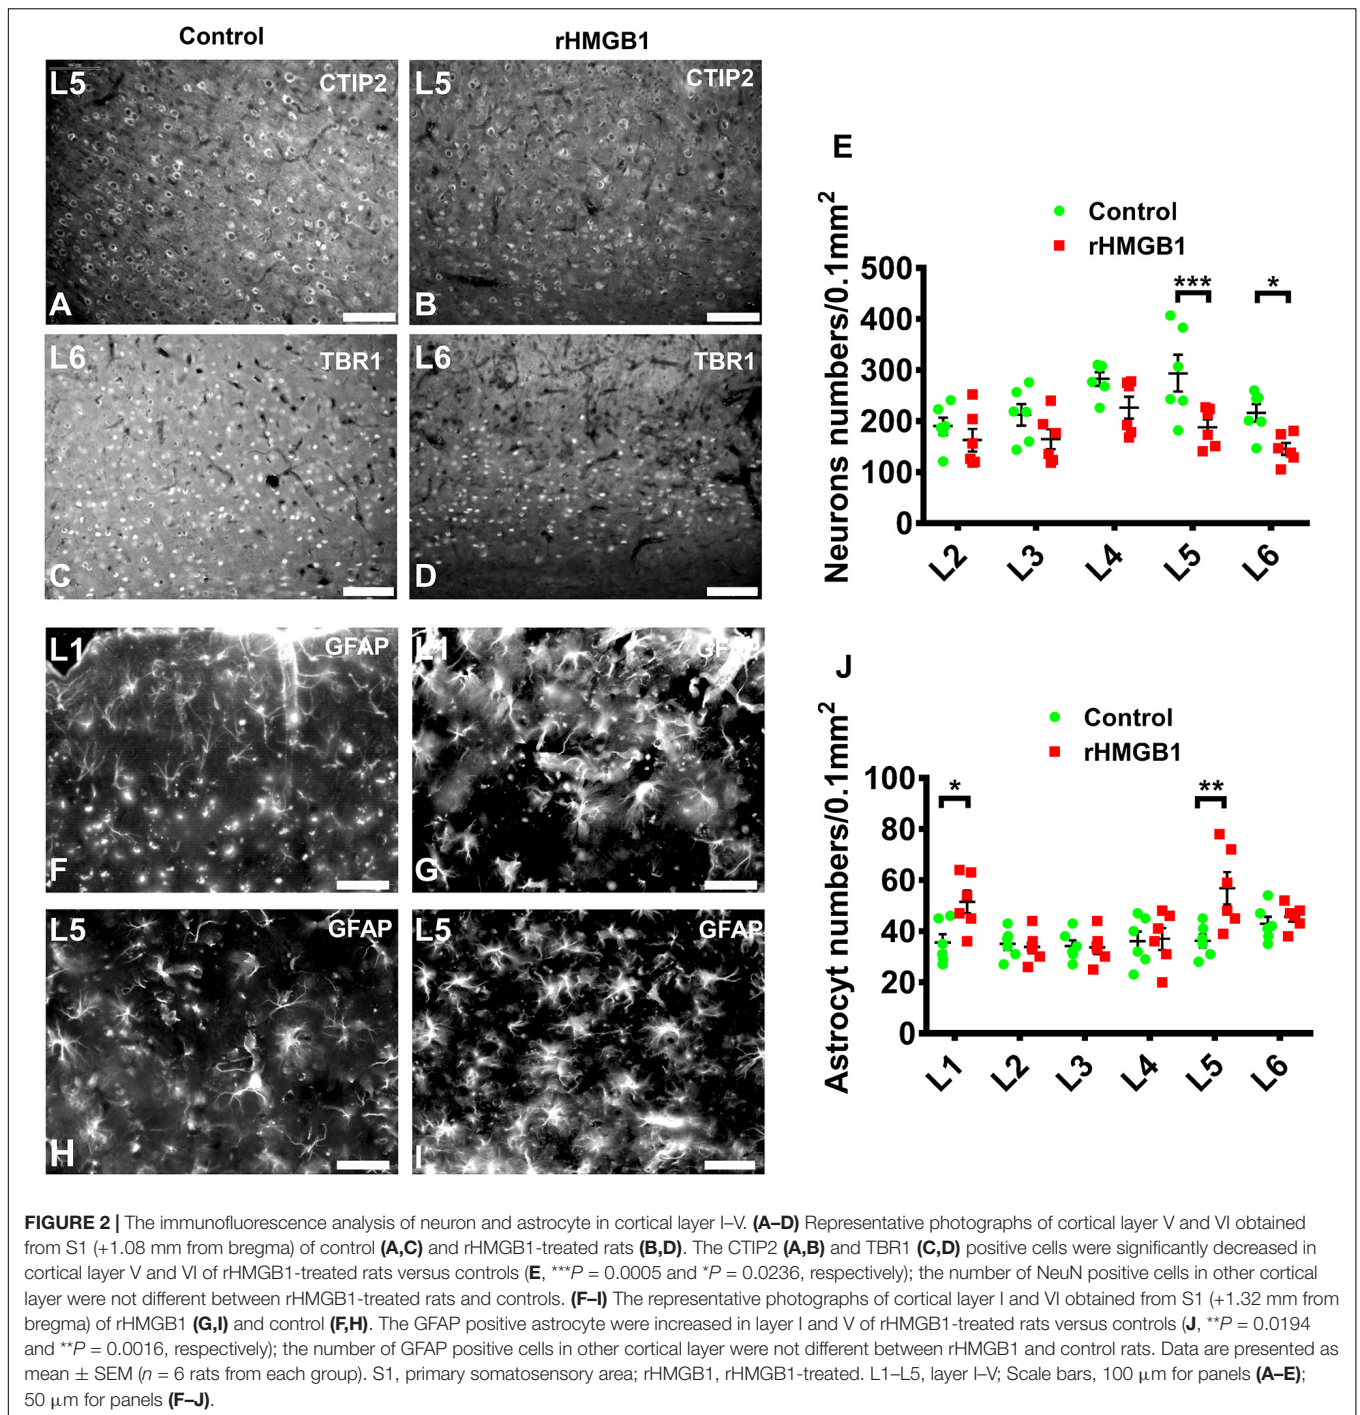 Control
rHMGB1
L5
CTIP2
A
L5
CTIP2
B
L6
TBR1
C
L6
TBR1
D
E
Control
rHMGB1
Neurons numbers/0.1mm²
500
400
300
200
100
0
***
*
L2
L3
L4
L5
L6
L1
GFAP
F
L1
GFAP
G
L5
GFAP
H
L5
GFAP
I
J
Control
rHMGB1
Astrocyt numbers/0.1mm²
100
80
60
40
20
0
*
**
L1
L2
L3
L4
L5
L6
FIGURE 2 | The immunofluorescence analysis of neuron and astrocyte in cortical layer I–V. (A–D) Representative photographs of cortical layer V and VI obtained
from S1 (+1.08 mm from bregma) of control (A,C) and rHMGB1-treated rats (B,D). The CTIP2 (A,B) and TBR1 (C,D) positive cells were significantly decreased in
cortical layer V and VI of rHMGB1-treated rats versus controls (E, ***P = 0.0005 and *P = 0.0236, respectively); the number of NeuN positive cells in other cortical
layer were not different between rHMGB1-treated rats and controls. (F–I) The representative photographs of cortical layer I and VI obtained from S1 (+1.32 mm from
bregma) of rHMGB1 (G,I) and control (F,H). The GFAP positive astrocyte were increased in layer I and V of rHMGB1-treated rats versus controls (J, **P = 0.0194
and **P = 0.0016, respectively); the number of GFAP positive cells in other cortical layer were not different between rHMGB1 and control rats. Data are presented as
mean ± SEM (n = 6 rats from each group). S1, primary somatosensory area; rHMGB1, rHMGB1-treated. L1–L5, layer I–V; Scale bars, 100 μm for panels (A–E);
50 μm for panels (F–J).